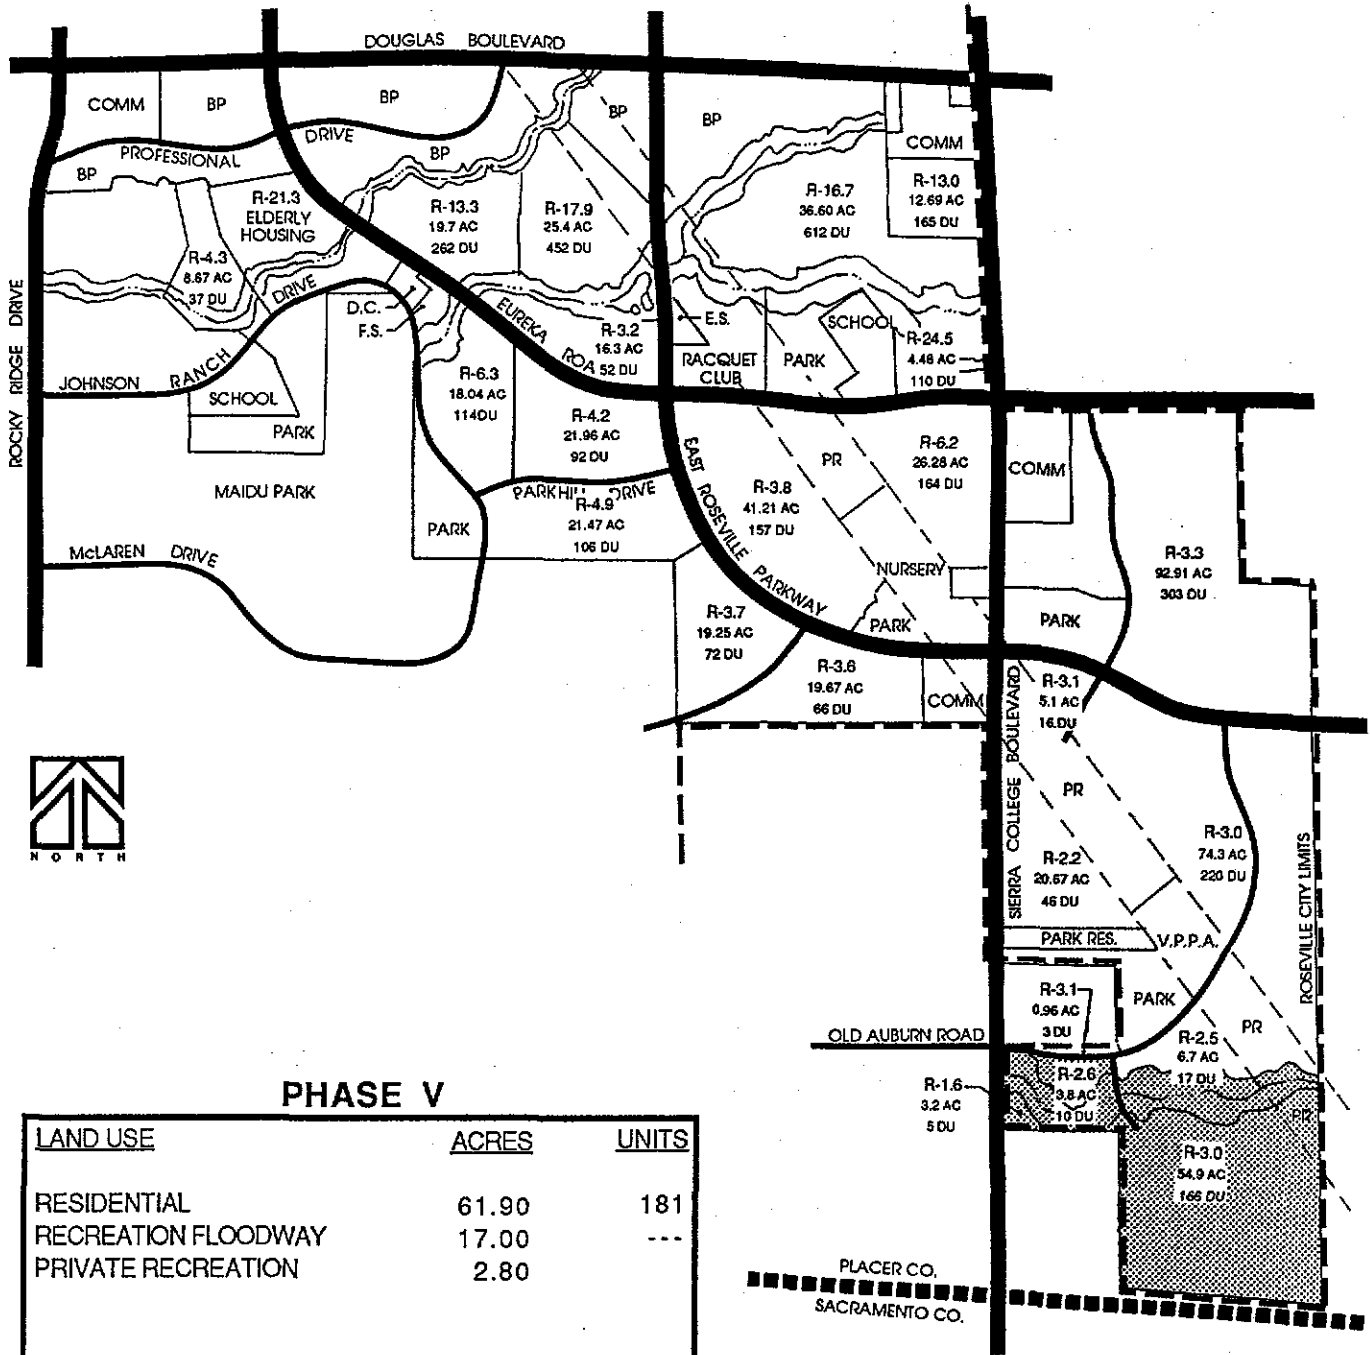 DOUGLAS BOULEVARD
COMM
BP
BP
BP
BP
COMM
PROFESSIONAL DRIVE
BP
BP
R-21.3
ELDERLY
HOUSING
R-13.3
19.7 AC
262 DU
R-17.9
25.4 AC
452 DU
R-16.7
36.60 AC
612 DU
R-13.0
12.69 AC
165 DU
R-4.3
8.67 AC
37 DU
ROCKY RIDGE DRIVE
JOHNSON RANCH DRIVE
D.C.
F.S.
EUREKA ROA
R-3.2
16.3 AC
52 DU
E.S.
RACQUET
CLUB
PARK
SCHOOL
R-24.5
4.46 AC
110 DU
SCHOOL
PARK
MAIDU PARK
R-6.3
18.04 AC
114DU
R-4.2
21.96 AC
92 DU
PARKHI DRIVE
R-4.9
21.47 AC
106 DU
PARK
McLAREN DRIVE
EAST ROSEVILLE PARKWAY
PR
R-3.8
41.21 AC
157 DU
R-6.2
26.28 AC
164 DU
COMM
R-3.3
92.91 AC
303 DU
NURSERY
PARK
PARK
R-3.7
19.25 AC
72 DU
R-3.6
19.67 AC
66 DU
COMM
R-3.1
5.1 AC
16 DU
SIERRA COLLEGE BOULEVARD
PR
R-3.0
74.3 AC
220 DU
R-2.2
20.67 AC
46 DU
ROSEVILLE CITY LIMITS
PARK RES.
V.P.P.A.
R-3.1
0.96 AC
3 DU
PARK
PR
OLD AUBURN ROAD
R-2.5
6.7 AC
17 DU
R-1.6
3.2 AC
5 DU
R-2.6
3.8 AC
10 DU
PR
R-3.0
54.9 AC
166 DU
PLACER CO.
SACRAMENTO CO.
NORTH
PHASE V
LAND USE ACRES UNITS
RESIDENTIAL 61.90 181
RECREATION FLOODWAY 17.00 ---
PRIVATE RECREATION 2.80